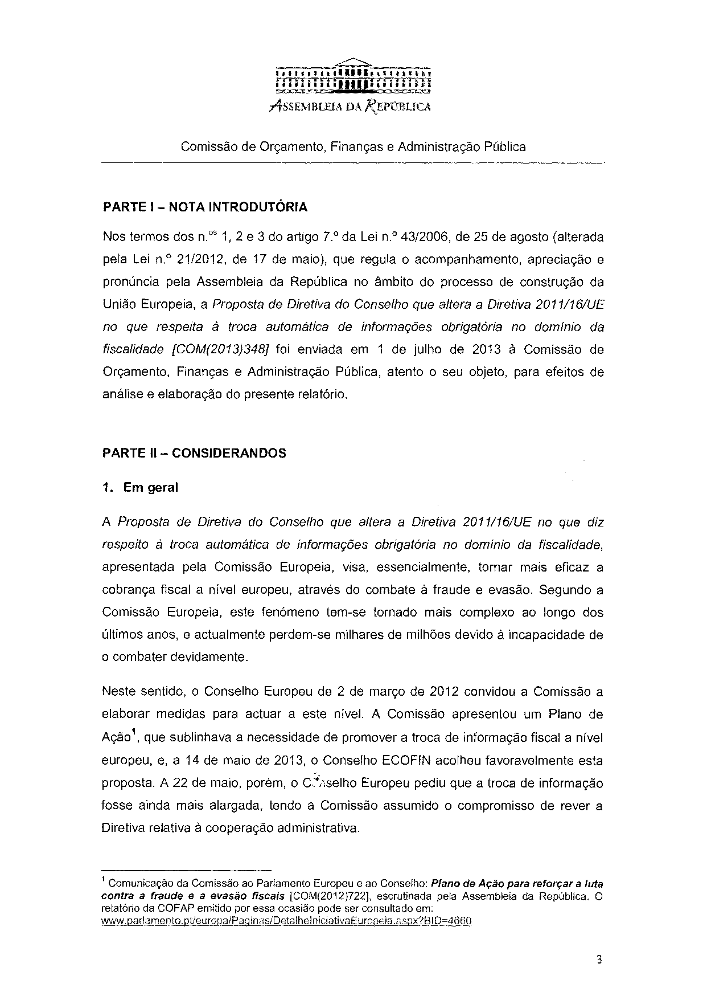 ASSEMBLEIA DA REPÚBLICA
Comissão de Orçamento, Finanças e Administração Pública
PARTE I – NOTA INTRODUTÓRIA
Nos termos dos n.os 1, 2 e 3 do artigo 7.º da Lei n.º 43/2006, de 25 de agosto (alterada
pela Lei n.º 21/2012, de 17 de maio), que regula o acompanhamento, apreciação e
pronúncia pela Assembleia da República no âmbito do processo de construção da
União Europeia, a Proposta de Diretiva do Conselho que altera a Diretiva 2011/16/UE
no que respeita à troca automática de informações obrigatória no domínio da
fiscalidade [COM(2013)348] foi enviada em 1 de julho de 2013 à Comissão de
Orçamento, Finanças e Administração Pública, atento o seu objeto, para efeitos de
análise e elaboração do presente relatório.
PARTE II – CONSIDERANDOS
1. Em geral
A Proposta de Diretiva do Conselho que altera a Diretiva 2011/16/UE no que diz
respeito à troca automática de informações obrigatória no domínio da fiscalidade,
apresentada pela Comissão Europeia, visa, essencialmente, tornar mais eficaz a
cobrança fiscal a nível europeu, através do combate à fraude e evasão. Segundo a
Comissão Europeia, este fenómeno tem-se tornado mais complexo ao longo dos
últimos anos, e actualmente perdem-se milhares de milhões devido à incapacidade de
o combater devidamente.
Neste sentido, o Conselho Europeu de 2 de março de 2012 convidou a Comissão a
elaborar medidas para actuar a este nível. A Comissão apresentou um Plano de
Ação1, que sublinhava a necessidade de promover a troca de informação fiscal a nível
europeu, e, a 14 de maio de 2013, o Conselho ECOFIN acolheu favoravelmente esta
proposta. A 22 de maio, porém, o Conselho Europeu pediu que a troca de informação
fosse ainda mais alargada, tendo a Comissão assumido o compromisso de rever a
Diretiva relativa à cooperação administrativa.
1 Comunicação da Comissão ao Parlamento Europeu e ao Conselho: Plano de Ação para reforçar a luta
contra a fraude e a evasão fiscais [COM(2012)722], escrutinada pela Assembleia da República. O
relatório da COFAP emitido por essa ocasião pode ser consultado em:
www.parlamento.pt/europa/Paginas/DetalheIniciativaEuropeia.aspx?BID=4660
3